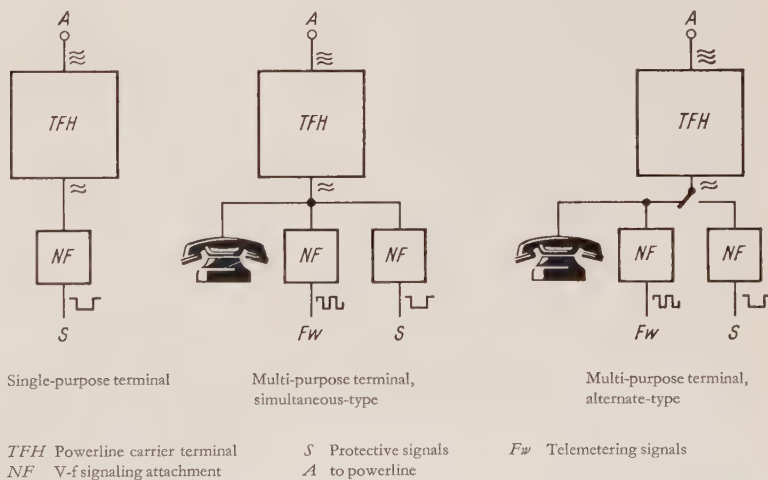 A A A
TFH TFH TFH
NF NF NF NF NF
S Fw S Fw S
Single-purpose terminal
Multi-purpose terminal,
simultaneous-type
Multi-purpose terminal,
alternate-type
TFH Powerline carrier terminal
NF V-f signaling attachment
S Protective signals
A to powerline
Fw Telemetering signals